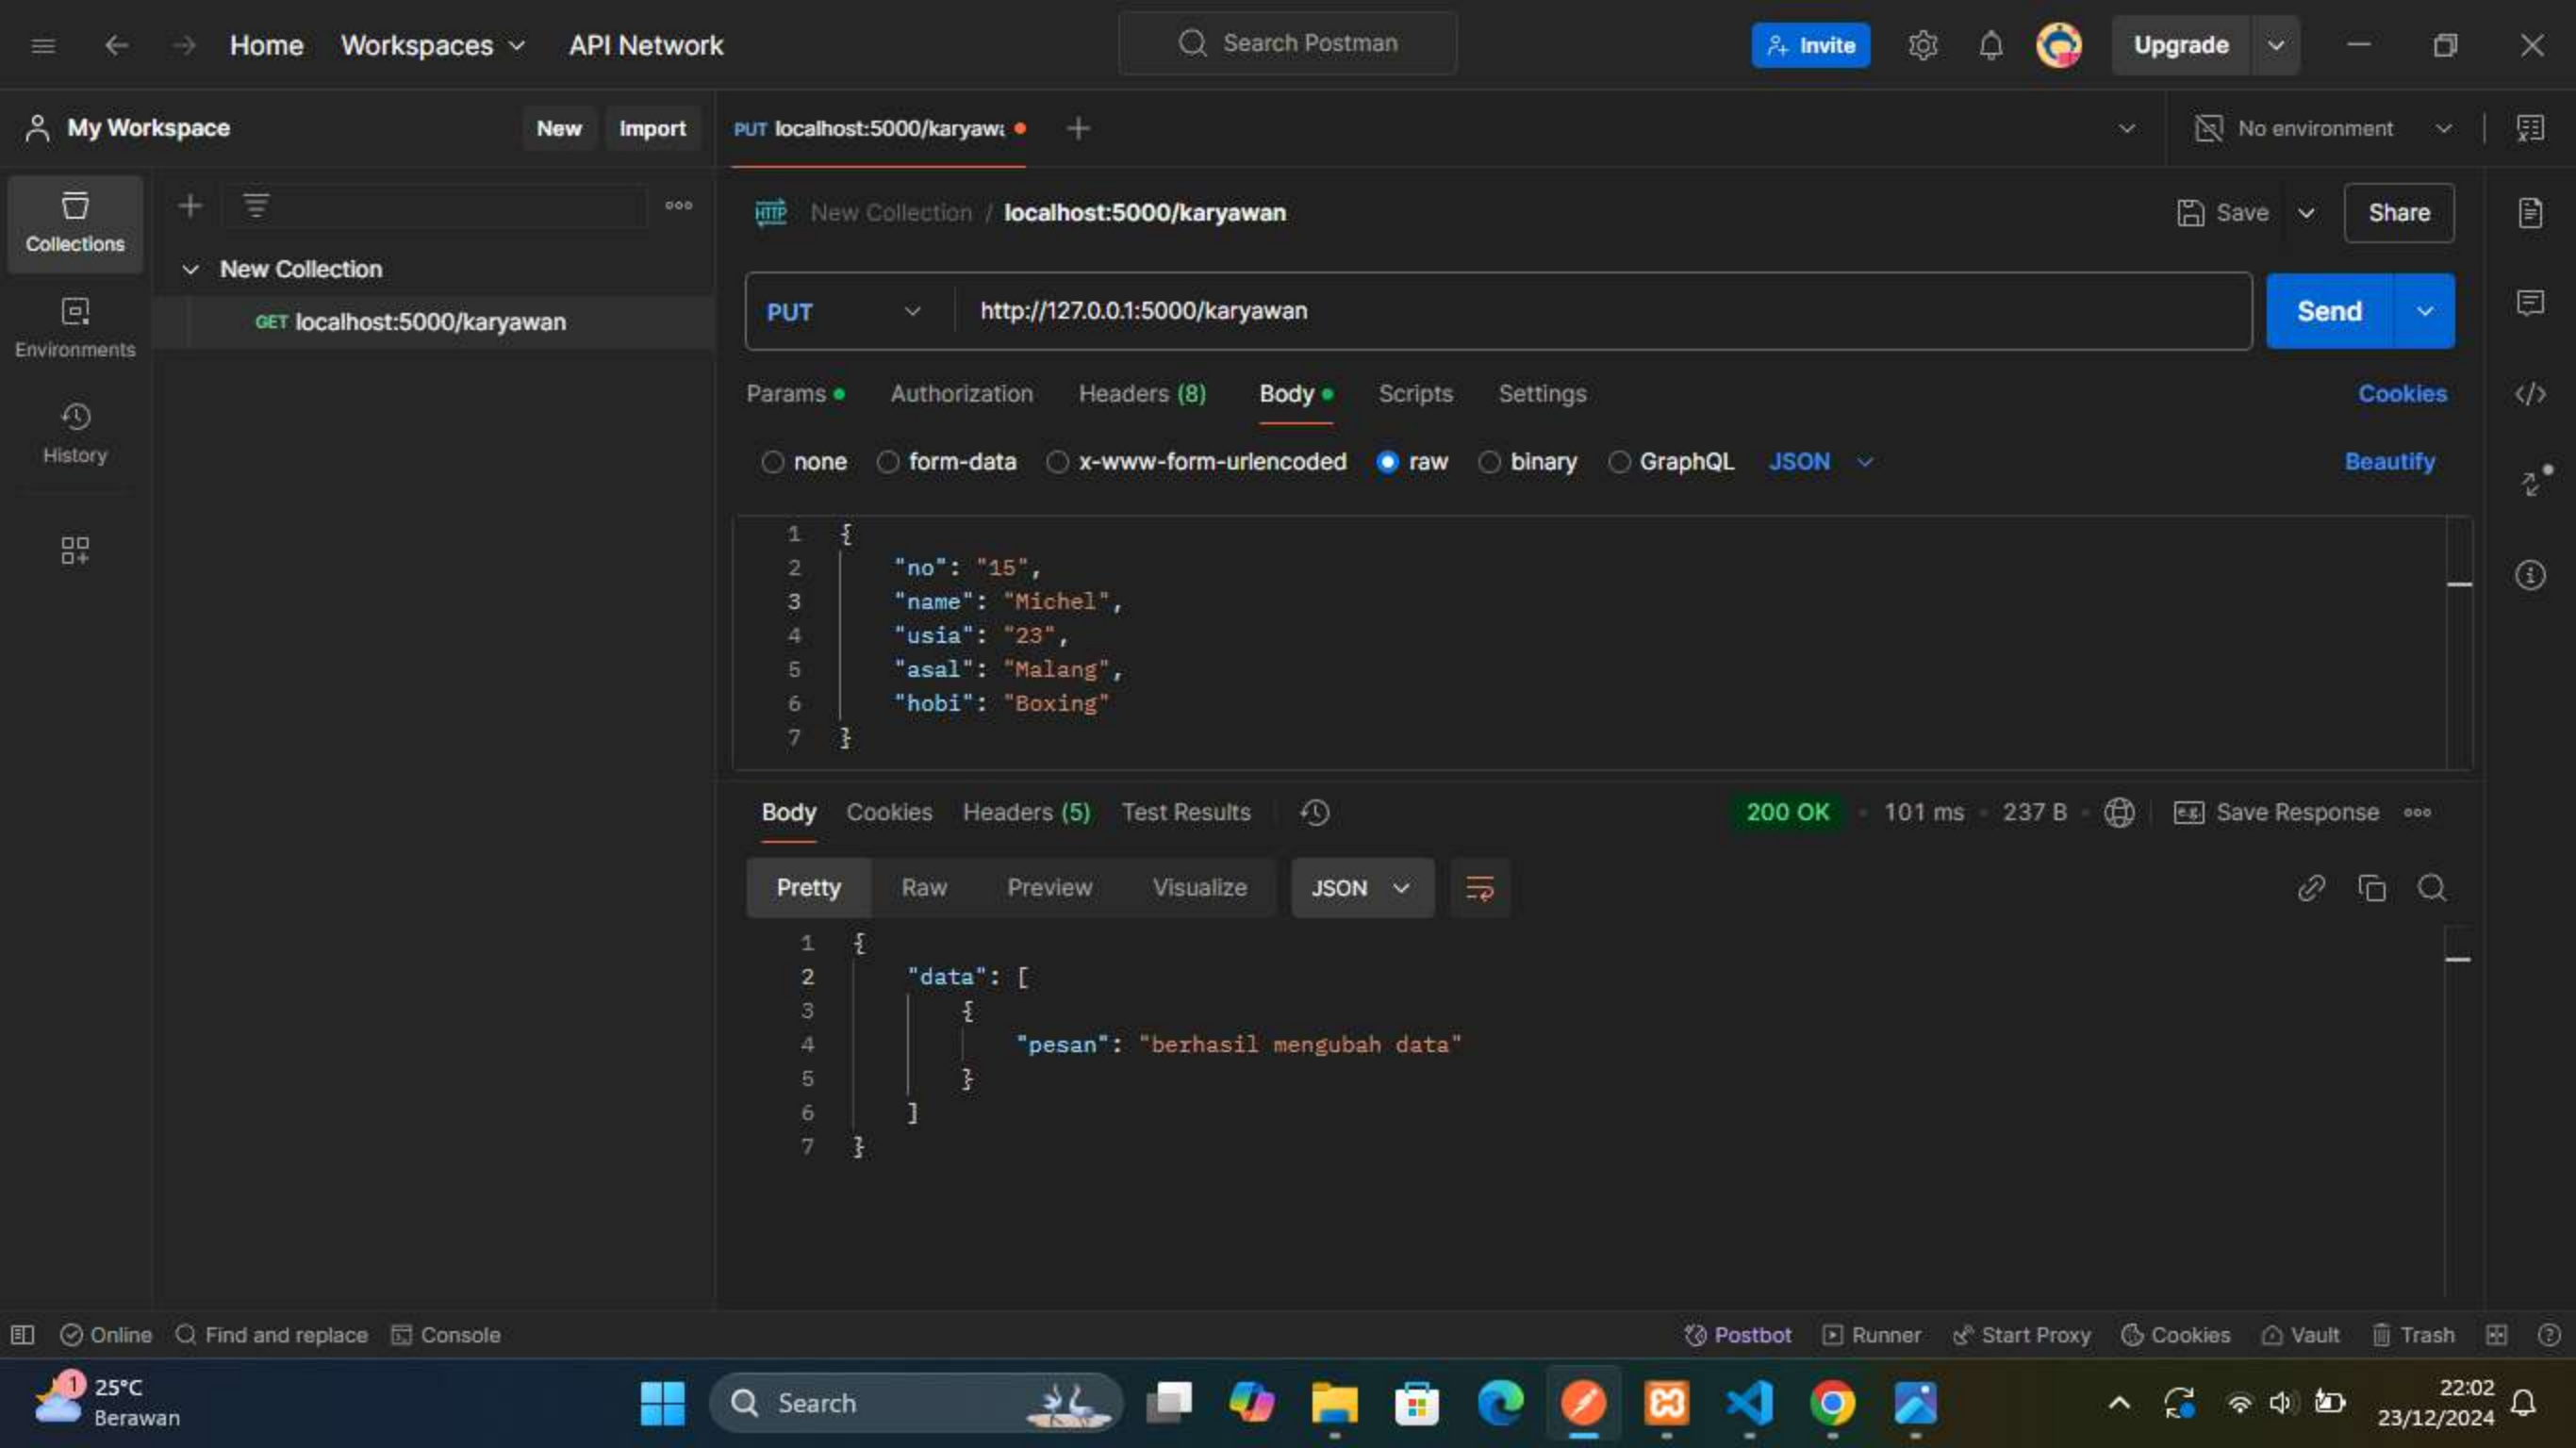 Home Workspaces API Network Search Postman Invite Upgrade
My Workspace New Import PUT localhost:5000/karyawa No environment
Collections
Environments
History
New Collection
GET localhost:5000/karyawan
HTTP New Collection / localhost:5000/karyawan Save Share
PUT http://127.0.0.1:5000/karyawan Send
Params Authorization Headers (8) Body Scripts Settings Cookies
none form-data x-www-form-urlencoded raw binary GraphQL JSON Beautify
1 {
2 "no": "15",
3 "name": "Michel",
4 "usia": "23",
5 "asal": "Malang",
6 "hobi": "Boxing"
7 }
Body Cookies Headers (5) Test Results 200 OK 101 ms 237 B e.g. Save Response
Pretty Raw Preview Visualize JSON
1 {
2 "data": [
3 {
4 "pesan": "berhasil mengubah data"
5 }
6 ]
7 }
Online Find and replace Console Postbot Runner Start Proxy Cookies Vault Trash
1 25°C
Berawan
Search
22:02
23/12/2024